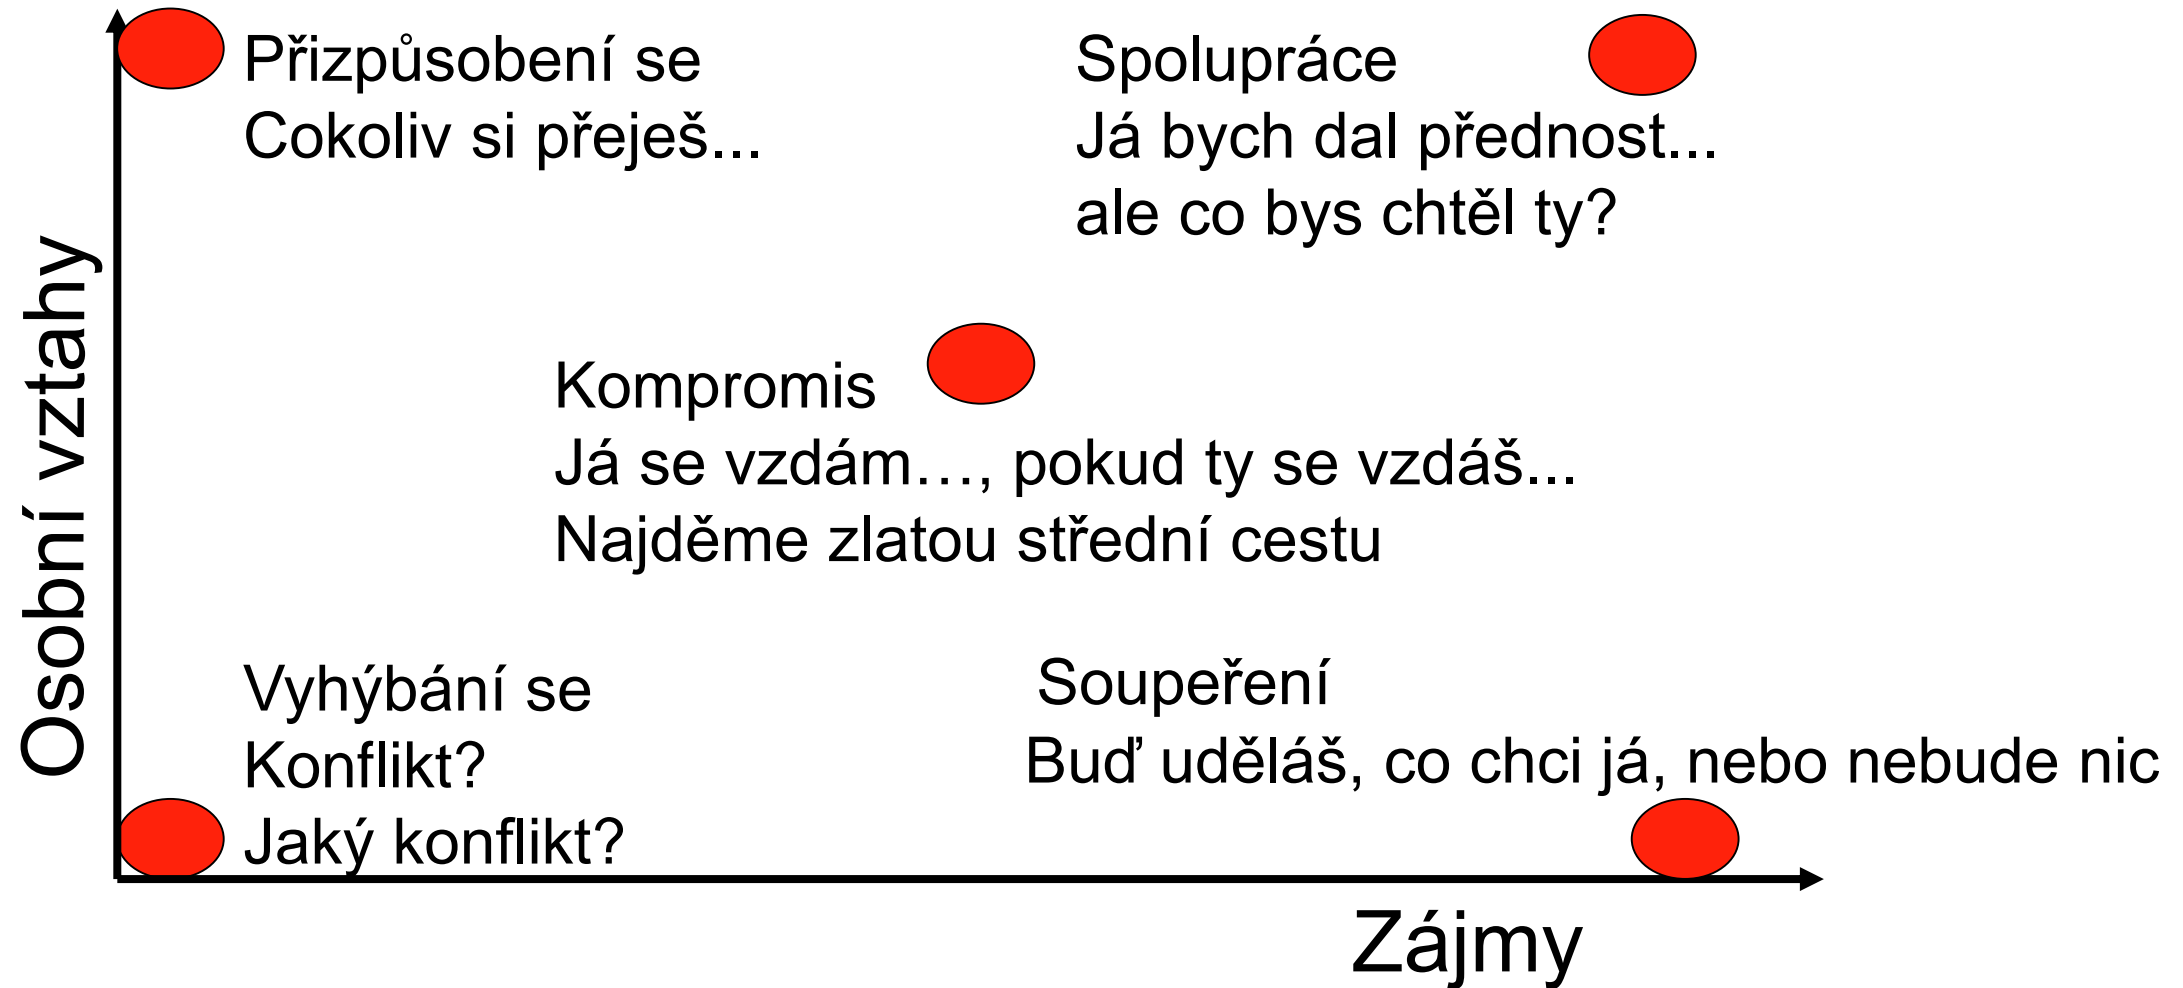 Přizpůsobení se
Cokoliv si přeješ...
Spolupráce
Já bych dal přednost...
ale co bys chtěl ty?
Osobní vztahy
Kompromis
Já se vzdám…, pokud ty se vzdáš...
Najděme zlatou střední cestu
Vyhýbání se
Konflikt?
Jaký konflikt?
Soupeření
Buď uděláš, co chci já, nebo nebude nic
Zájmy